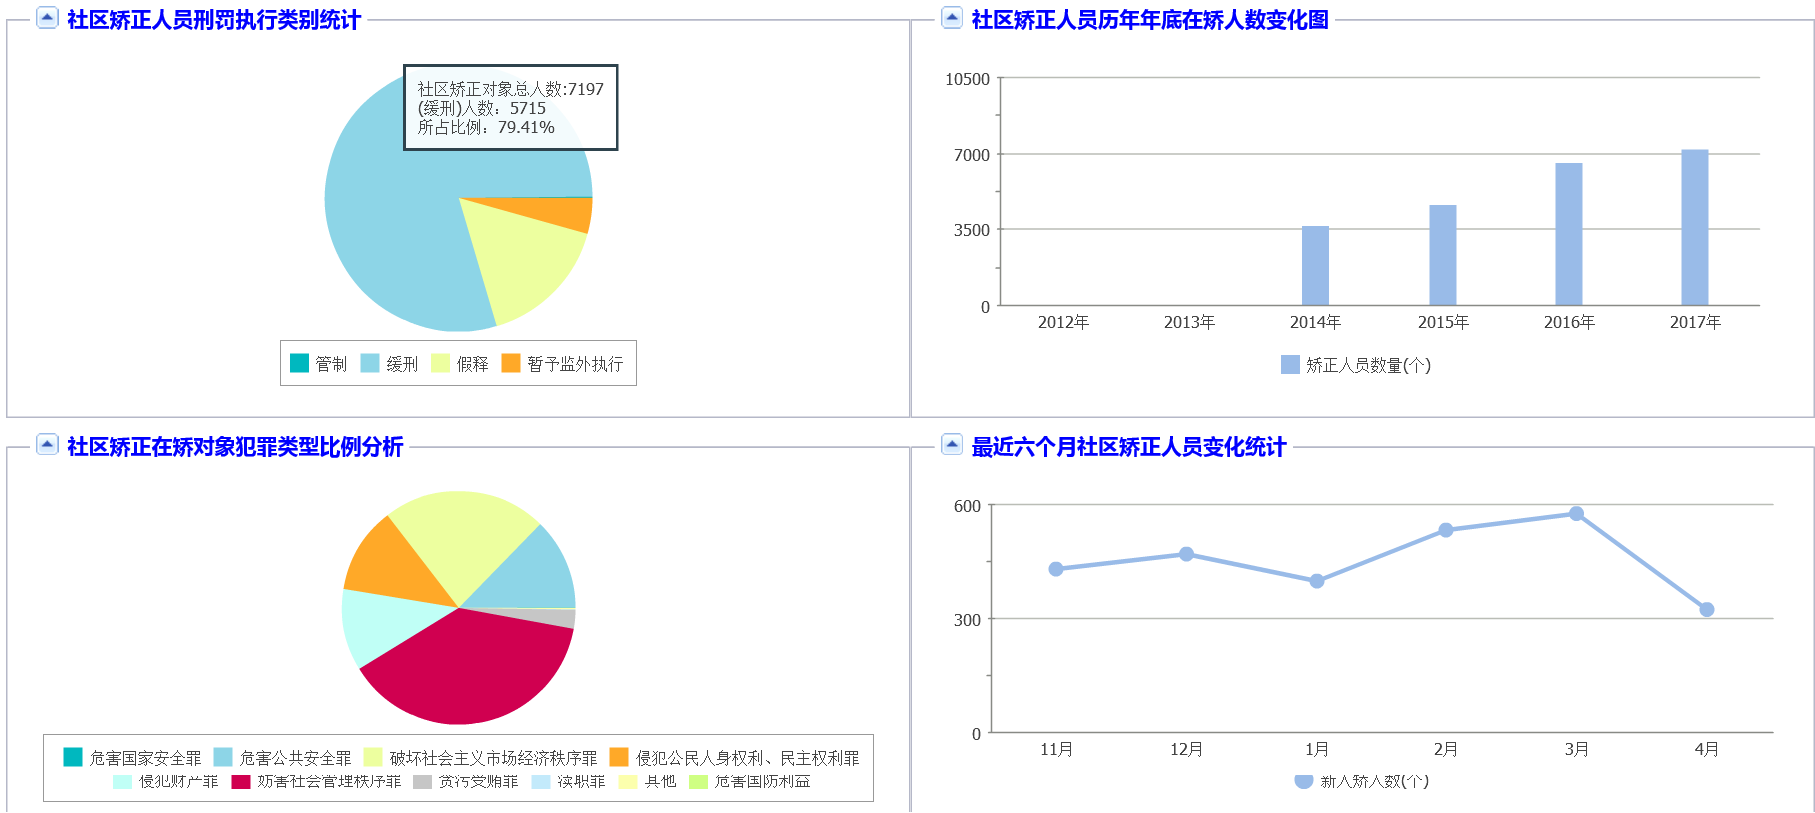 社区矫正人员刑罚执行类别统计
社区矫正对象总人数:7197
(缓刑)人数：5715
所占比例：79.41%
管制 缓刑 假释 暂予监外执行
社区矫正人员历年年底在矫人数变化图
10500
7000
3500
0
2012年 2013年 2014年 2015年 2016年 2017年
矫正人员数量(个)
社区矫正在矫对象犯罪类型比例分析
危害国家安全罪 危害公共安全罪 破坏社会主义市场经济秩序罪 侵犯公民人身权利、民主权利罪
侵犯财产罪 妨害社会管理秩序罪 贪污受贿罪 渎职罪 其他 危害国防利益
最近六个月社区矫正人员变化统计
600
300
0
11月 12月 1月 2月 3月 4月
新入矫人数(个)